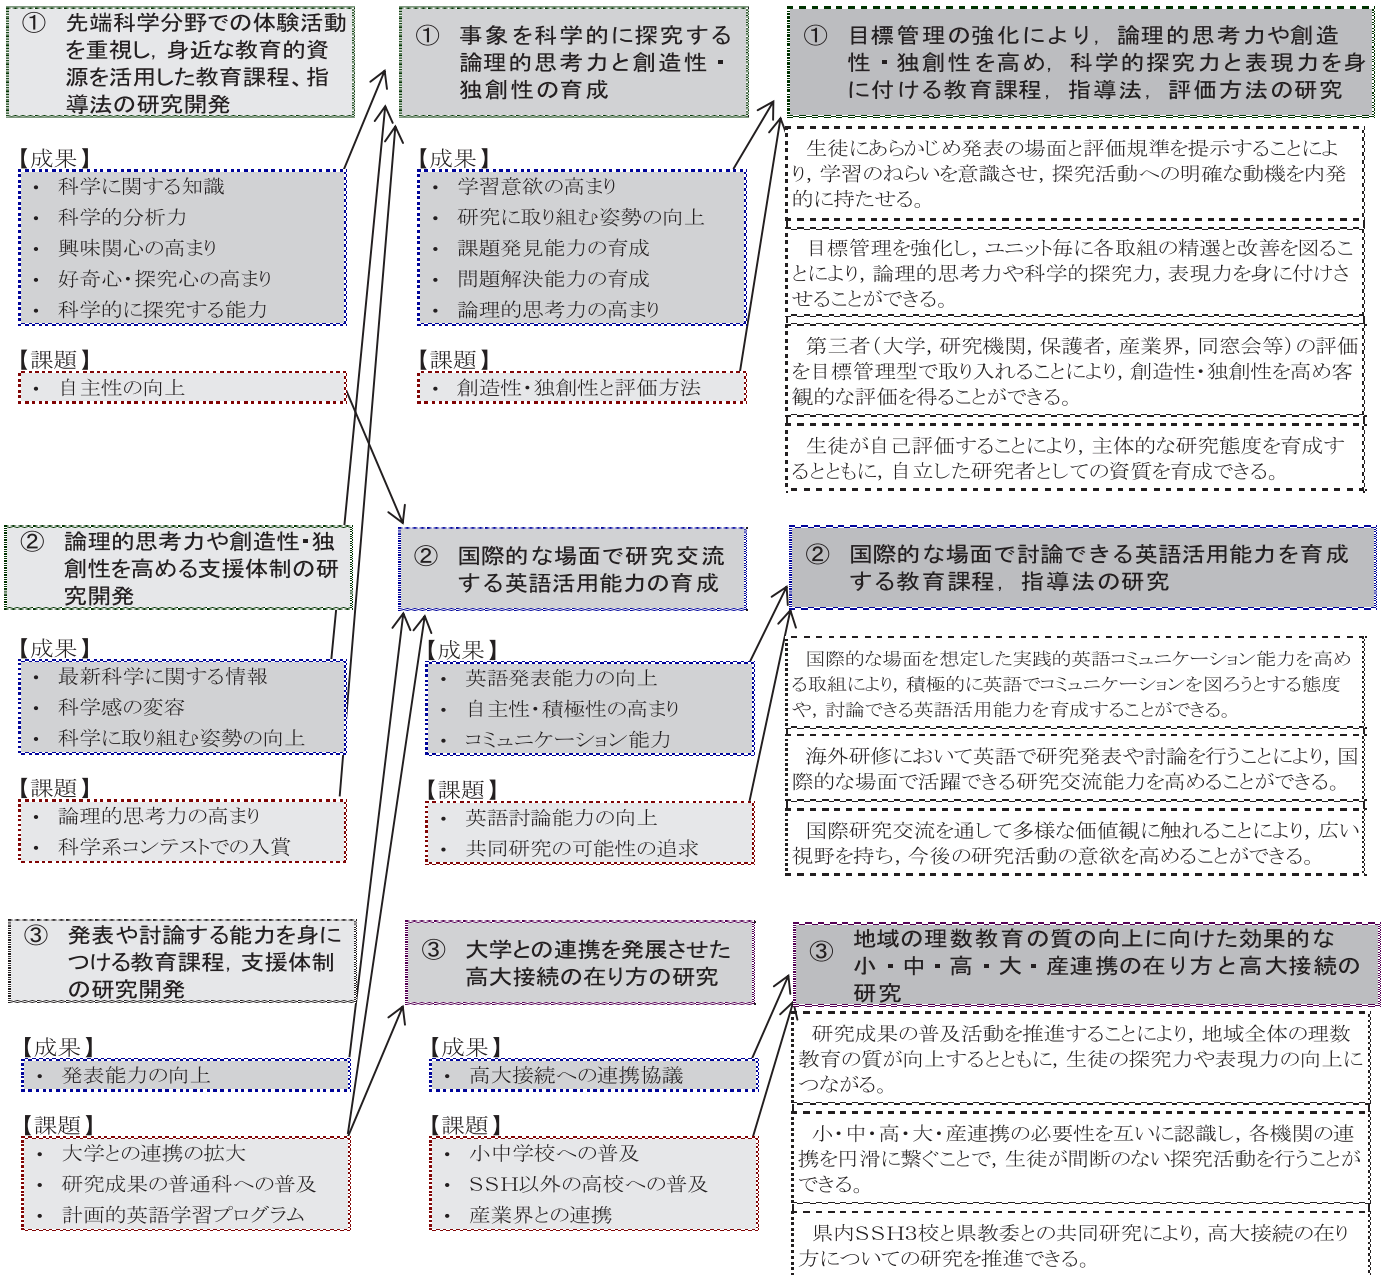 ① 先端科学分野での体験活動
を重視し，身近な教育的資
源を活用した教育課程、指
導法の研究開発
【成果】
・ 科学に関する知識
・ 科学的分析力
・ 興味関心の高まり
・ 好奇心・探究心の高まり
・ 科学的に探究する能力
【課題】
・ 自主性の向上
② 論理的思考力や創造性・独
創性を高める支援体制の研
究開発
【成果】
・ 最新科学に関する情報
・ 科学感の変容
・ 科学に取り組む姿勢の向上
【課題】
・ 論理的思考力の高まり
・ 科学系コンテストでの入賞
③ 発表や討論する能力を身に
つける教育課程，支援体制
の研究開発
【成果】
・ 発表能力の向上
【課題】
・ 大学との連携の拡大
・ 研究成果の普通科への普及
・ 計画的英語学習プログラム
① 事象を科学的に探究する
論理的思考力と創造性・
独創性の育成
【成果】
・ 学習意欲の高まり
・ 研究に取り組む姿勢の向上
・ 課題発見能力の育成
・ 問題解決能力の育成
・ 論理的思考力の高まり
【課題】
・ 創造性・独創性と評価方法
② 国際的な場面で研究交流
する英語活用能力の育成
【成果】
・ 英語発表能力の向上
・ 自主性・積極性の高まり
・ コミュニケーション能力
【課題】
・ 英語討論能力の向上
・ 共同研究の可能性の追求
③ 大学との連携を発展させた
高大接続の在り方の研究
【成果】
・ 高大接続への連携協議
【課題】
・ 小中学校への普及
・ ＳＳＨ以外の高校への普及
・ 産業界との連携
① 目標管理の強化により，論理的思考力や創造
性・独創性を高め，科学的探究力と表現力を身
に付ける教育課程，指導法，評価方法の研究
生徒にあらかじめ発表の場面と評価規準を提示することによ
り，学習のねらいを意識させ，探究活動への明確な動機を内発
的に持たせる。
目標管理を強化し，ユニット毎に各取組の精選と改善を図るこ
とにより，論理的思考力や科学的探究力，表現力を身に付けさ
せることができる。
第三者（大学，研究機関，保護者，産業界，同窓会等）の評価
を目標管理型で取り入れることにより，創造性・独創性を高め客
観的な評価を得ることができる。
生徒が自己評価することにより，主体的な研究態度を育成す
るとともに，自立した研究者としての資質を育成できる。
② 国際的な場面で討論できる英語活用能力を育成
する教育課程，指導法の研究
国際的な場面を想定した実践的英語コミュニケーション能力を高め
る取組により，積極的に英語でコミュニケーションを図ろうとする態度
や，討論できる英語活用能力を育成することができる。
海外研修において英語で研究発表や討論を行うことにより，国
際的な場面で活躍できる研究交流能力を高めることができる。
国際研究交流を通して多様な価値観に触れることにより，広い
視野を持ち，今後の研究活動の意欲を高めることができる。
③ 地域の理数教育の質の向上に向けた効果的な
小・中・高・大・産連携の在り方と高大接続の
研究
研究成果の普及活動を推進することにより，地域全体の理数
教育の質が向上するとともに，生徒の探究力や表現力の向上に
つながる。
小・中・高・大・産連携の必要性を互いに認識し，各機関の連
携を円滑に繋ぐことで，生徒が間断のない探究活動を行うことが
できる。
県内ＳＳＨ３校と県教委との共同研究により，高大接続の在り
方についての研究を推進できる。